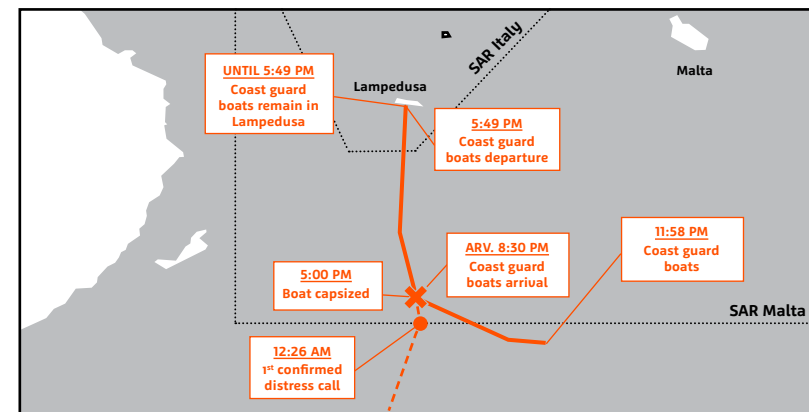 UNTIL 5:49 PM
Coast guard
boats remain in
Lampedusa
Lampedusa
SAR Italy
Malta
5:49 PM
Coast guard
boats departure
11:58 PM
Coast guard
boats
ARV. 8:30 PM
Coast guard
boats arrival
5:00 PM
Boat capsized
SAR Malta
12:26 AM
1st confirmed
distress call